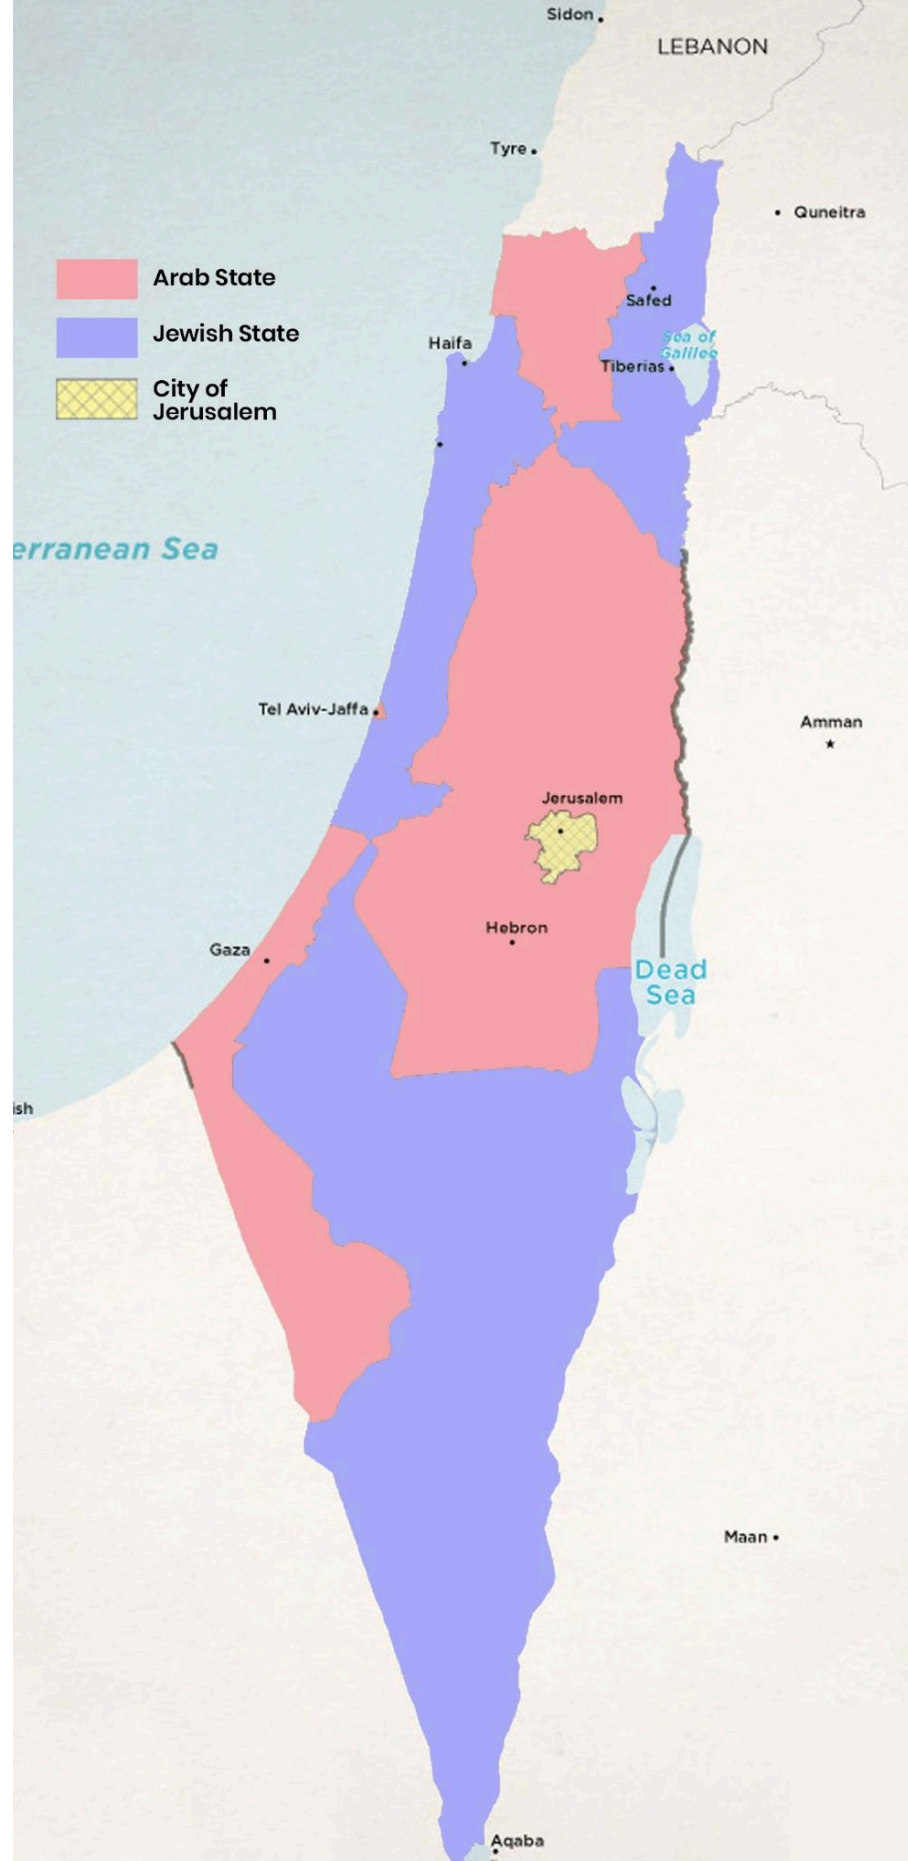 Sidon
LEBANON
Tyre
Quneitra
Arab State
Safed
Jewish State
Sea of
Galilee
Haifa
Tiberias
City of
Jerusalem
erranean Sea
Tel Aviv-Jaffa
Amman
Jerusalem
Hebron
Gaza
Dead
Sea
ish
Maan
Aqaba